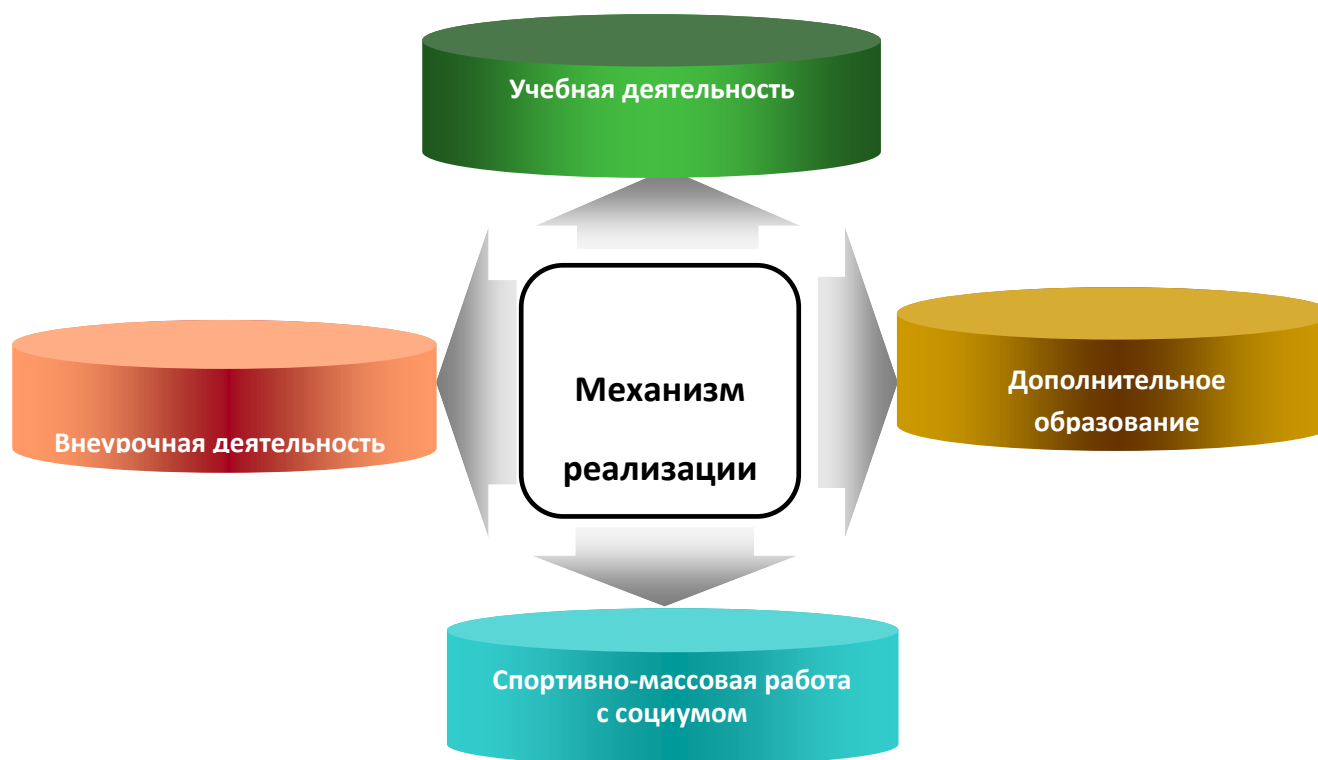 Учебная деятельность
Внеурочная деятельность
Механизм
реализации
Дополнительное
образование
Спортивно-массовая работа
с социумом